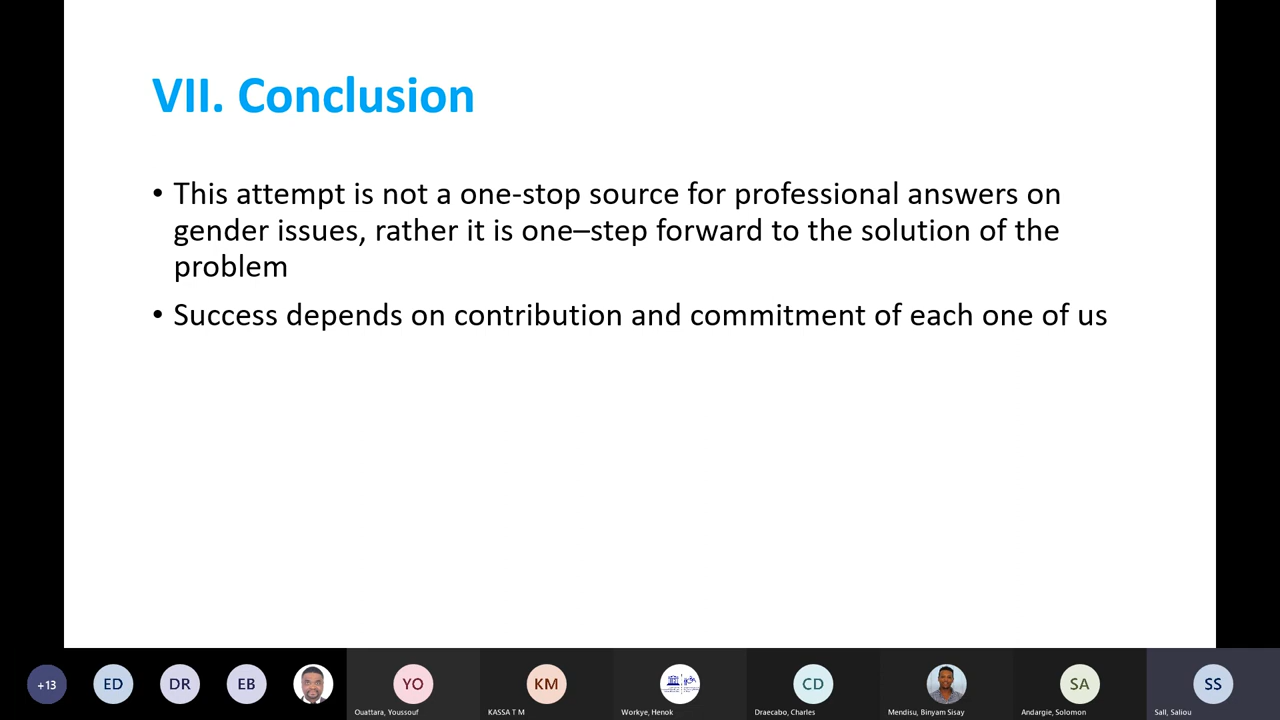 VII. Conclusion
• This attempt is not a one-stop source for professional answers on
gender issues, rather it is one–step forward to the solution of the
problem
• Success depends on contribution and commitment of each one of us
+13
ED
DR
EB
YO
KM
CD
SA
SS
Ouattara, Youssouf
KASSA T M
Workye, Henok
Draecabo, Charles
Mendisu, Binyam Sisay
Andargie, Solomon
Sall, Saliou